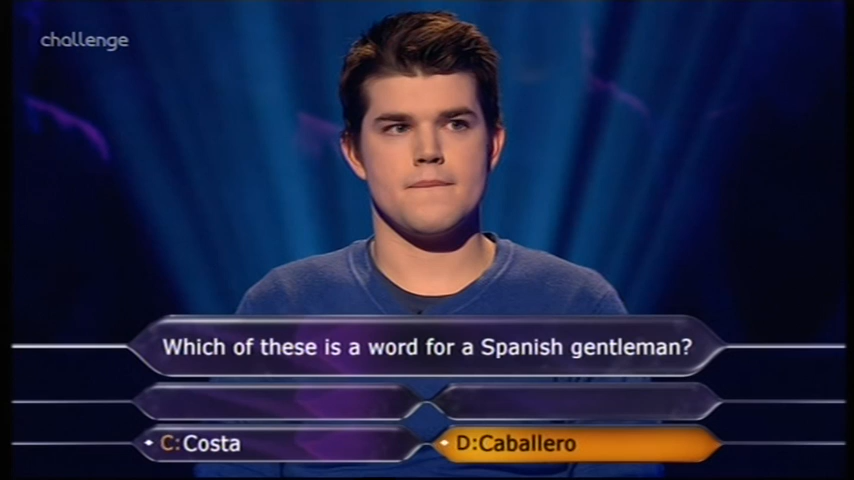 challenge
Which of these is a word for a Spanish gentleman?
C:Costa
D:Caballero